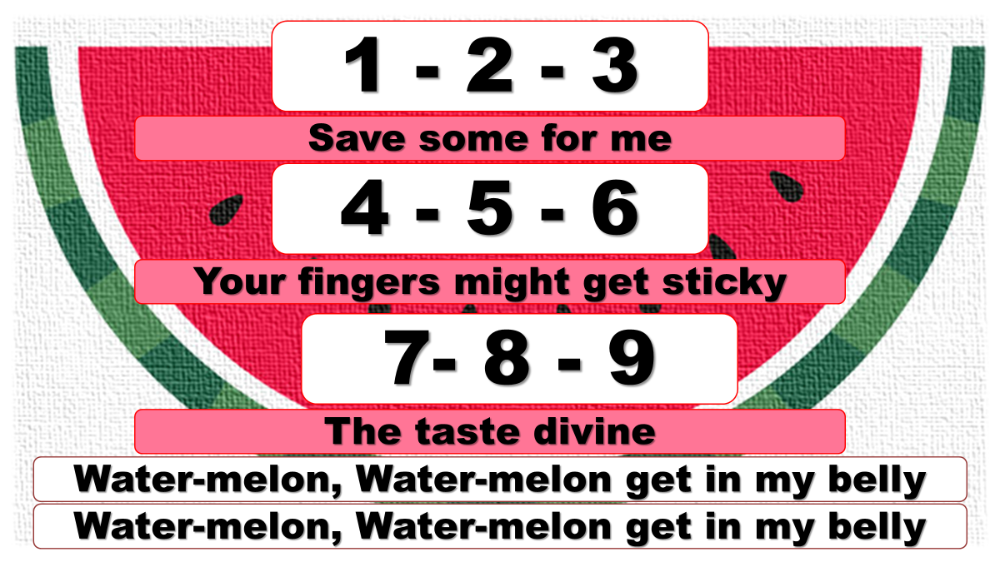 1 - 2 - 3
Save some for me
4 - 5 - 6
Your fingers might get sticky
7- 8 - 9
The taste divine
Water-melon, Water-melon get in my belly
Water-melon, Water-melon get in my belly